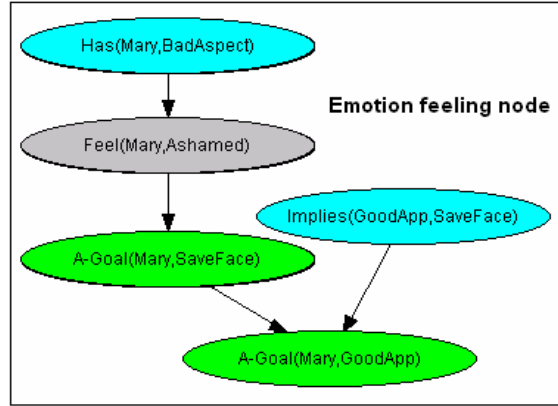 Has(Mary,BadAspect)
Emotion feeling node
Feel(Mary,Ashamed)
Implies(GoodApp,SaveFace)
A-Goal(Mary,SaveFace)
A-Goal(Mary,GoodApp)